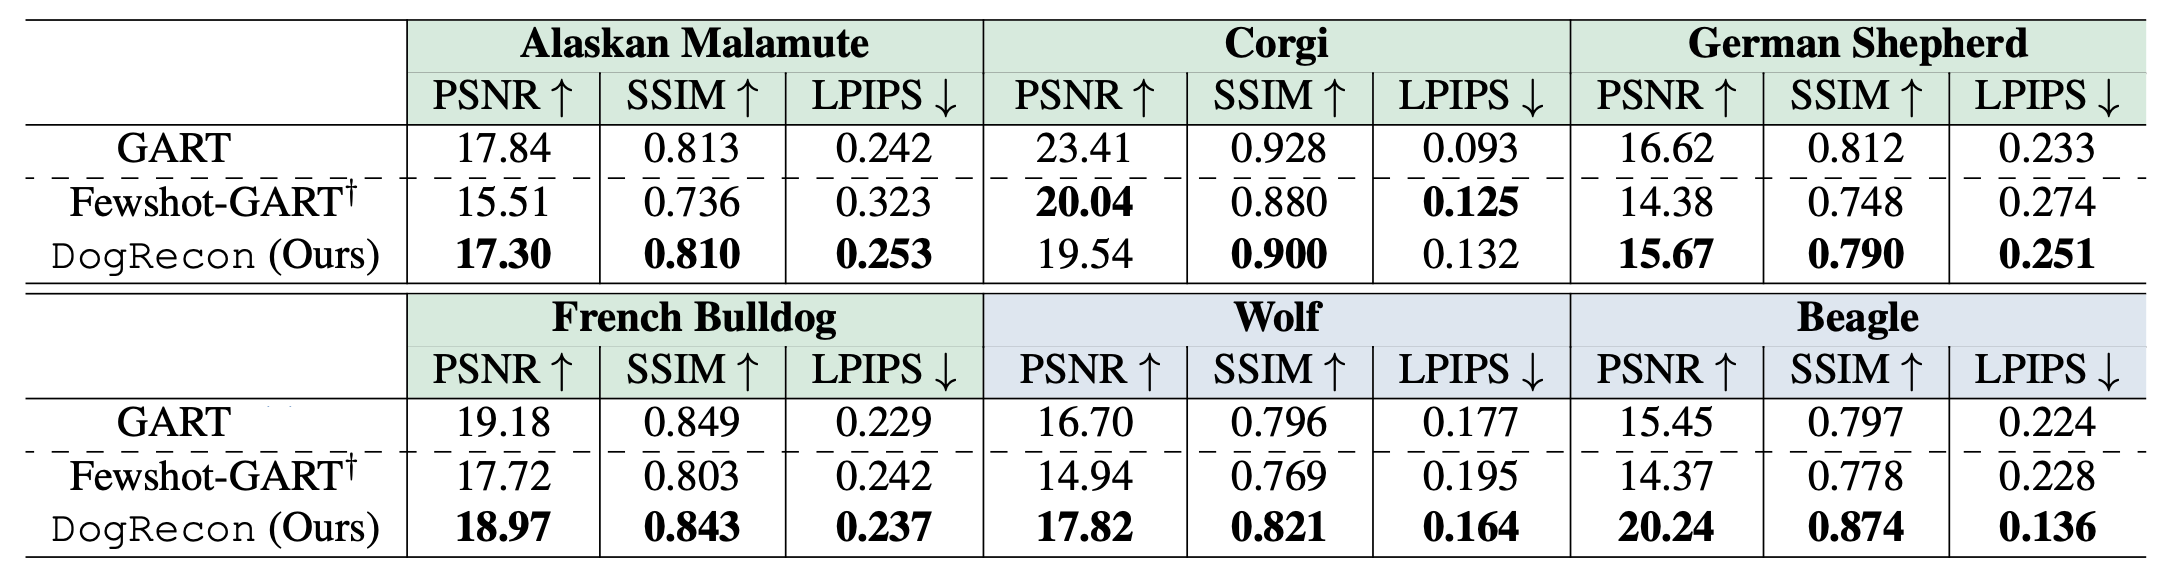 Alaskan Malamute Corgi German Shepherd
PSNR ↑ SSIM ↑ LPIPS ↓ PSNR ↑ SSIM ↑ LPIPS ↓ PSNR ↑ SSIM ↑ LPIPS ↓
GART 17.84 0.813 0.242 23.41 0.928 0.093 16.62 0.812 0.233
Fewshot-GART† 15.51 0.736 0.323 20.04 0.880 0.125 14.38 0.748 0.274
DogRecon (Ours) 17.30 0.810 0.253 19.54 0.900 0.132 15.67 0.790 0.251
French Bulldog Wolf Beagle
PSNR ↑ SSIM ↑ LPIPS ↓ PSNR ↑ SSIM ↑ LPIPS ↓ PSNR ↑ SSIM ↑ LPIPS ↓
GART 19.18 0.849 0.229 16.70 0.796 0.177 15.45 0.797 0.224
Fewshot-GART† 17.72 0.803 0.242 14.94 0.769 0.195 14.37 0.778 0.228
DogRecon (Ours) 18.97 0.843 0.237 17.82 0.821 0.164 20.24 0.874 0.136